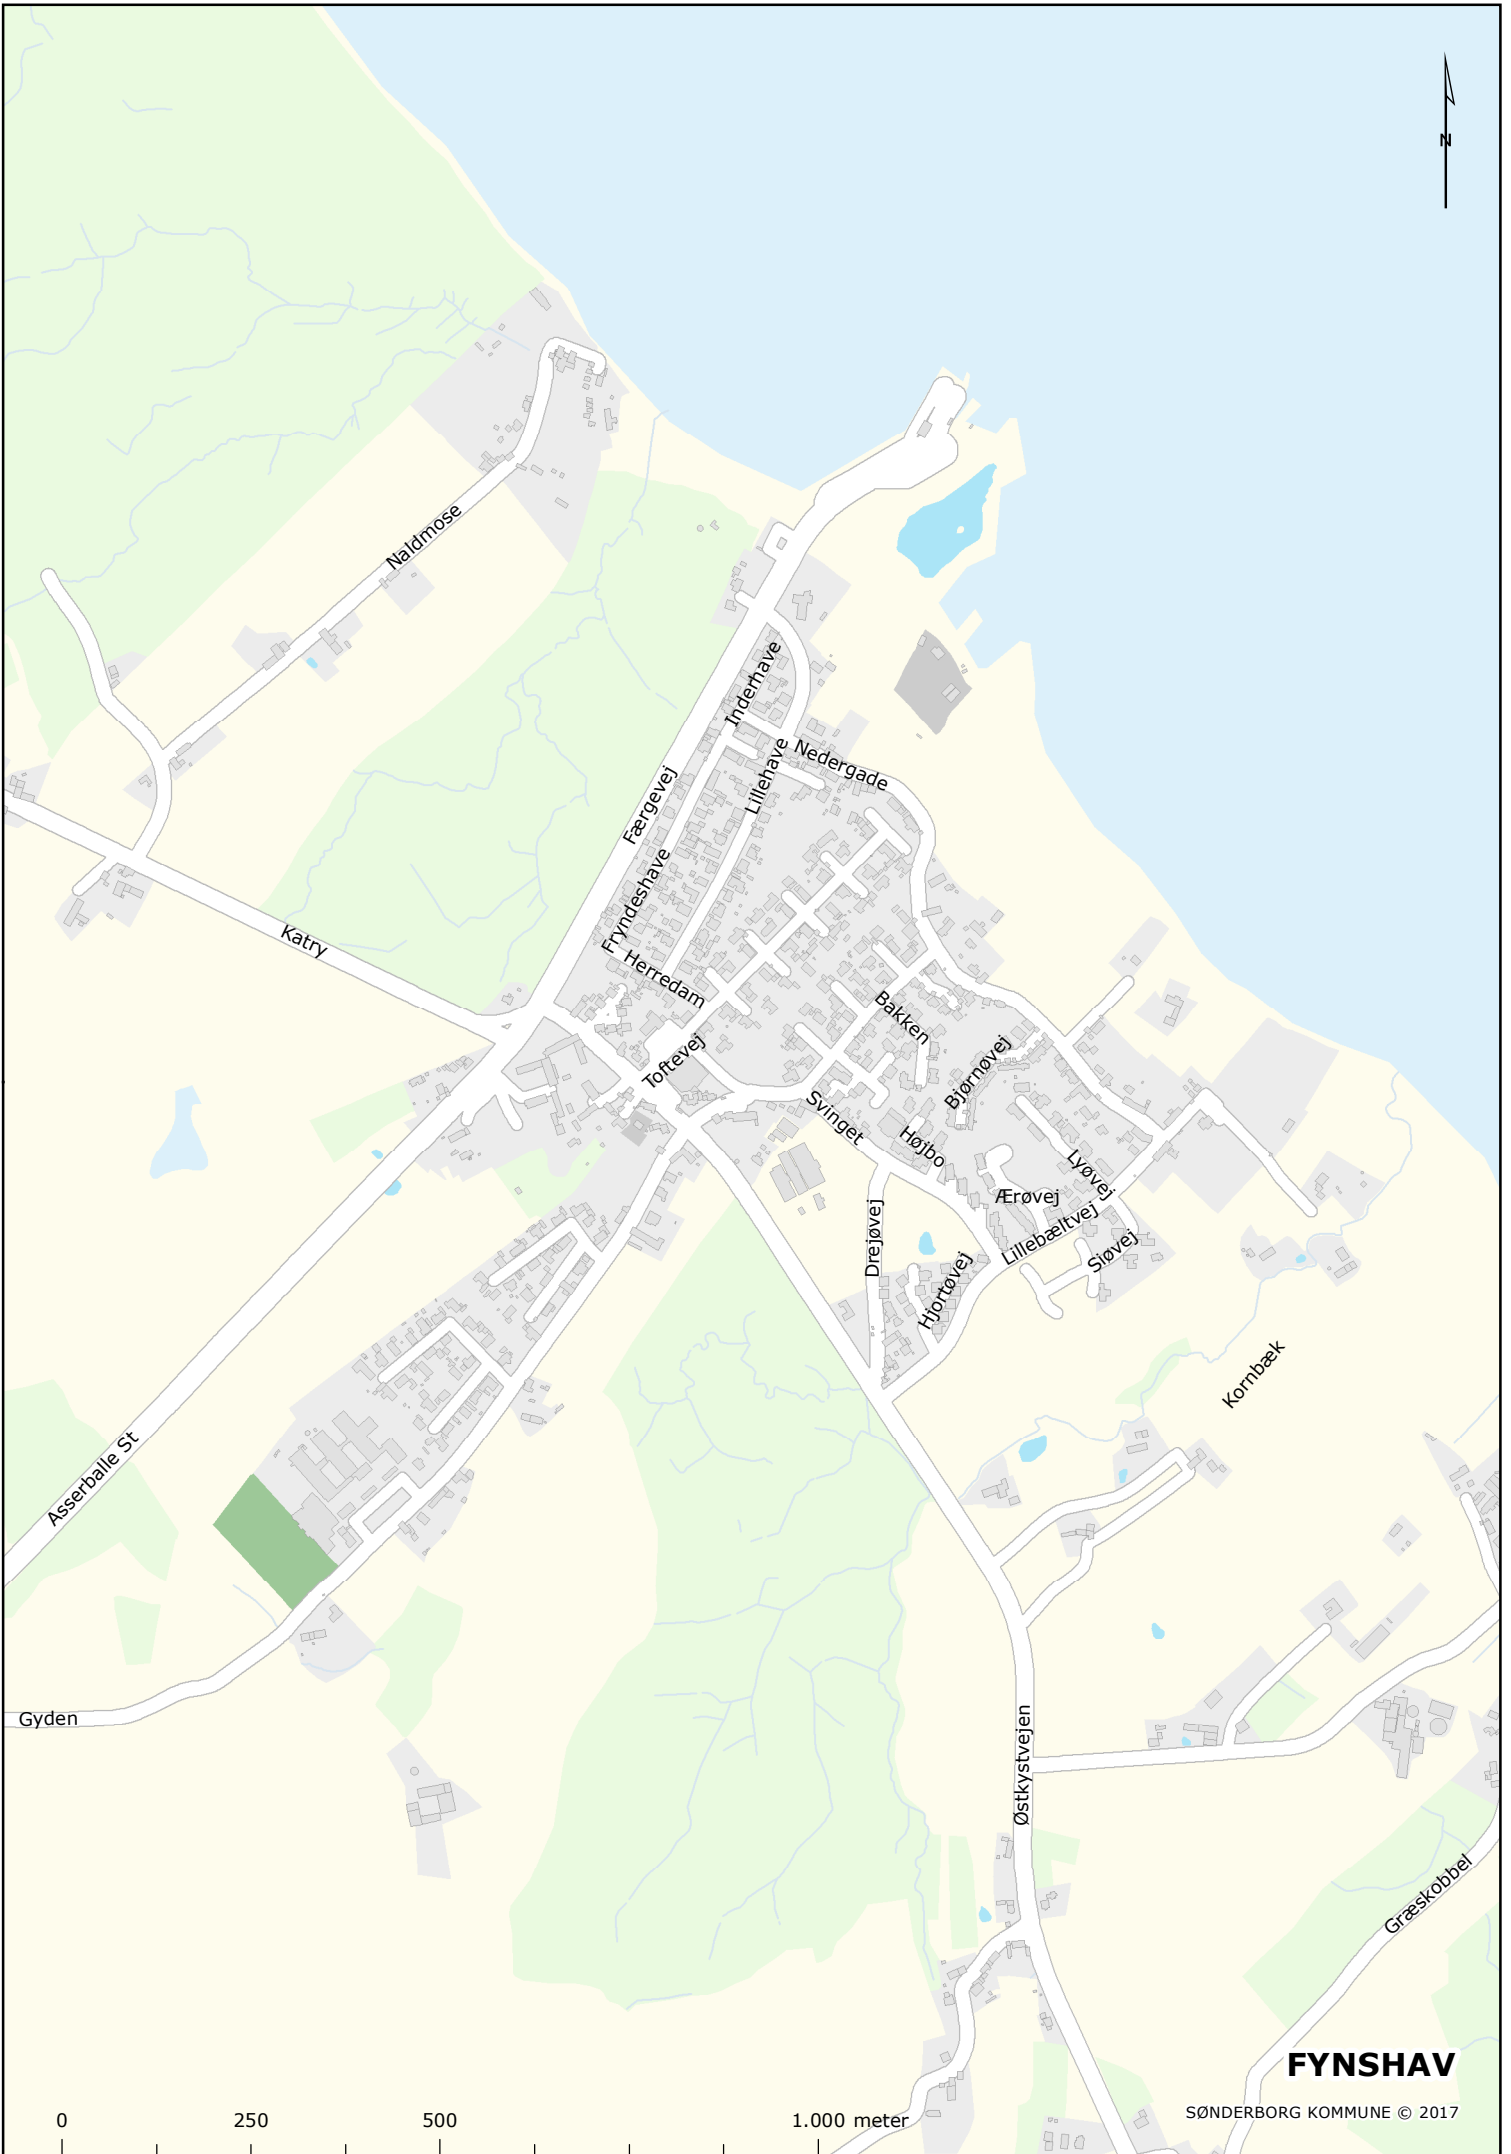 N
Naldmose
Inderhave
Nedergade
Lillehave
Færgevej
Fryndeshave
Katry
Herredam
Bakken
Toftevej
Bjørnøvej
Svinget
Højbo
Lyøvej
Ærøvej
Drejøvej
Lillebæltvej
Siøvej
Hjortøvej
Kornbæk
Asserballe St
Gyden
Østkystvejen
Græskobbel
FYNSHAV
SØNDERBORG KOMMUNE © 2017
0 250 500 1.000 meter